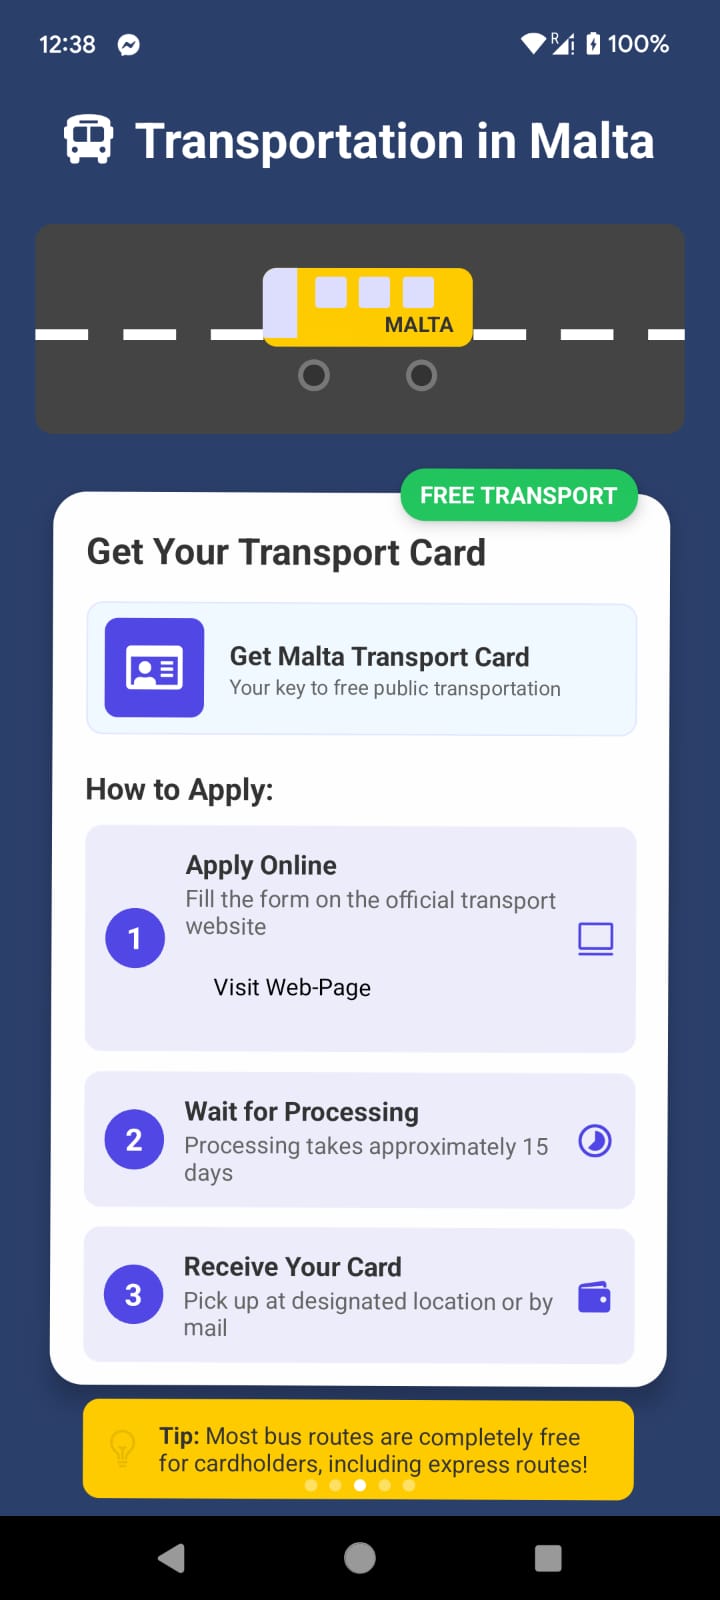 12:38
R
100%
Transportation in Malta
MALTA
FREE TRANSPORT
Get Your Transport Card
Get Malta Transport Card
Your key to free public transportation
How to Apply:
1
Apply Online
Fill the form on the official transport
website
Visit Web-Page
2
Wait for Processing
Processing takes approximately 15
days
3
Receive Your Card
Pick up at designated location or by
mail
Tip: Most bus routes are completely free
for cardholders, including express routes!